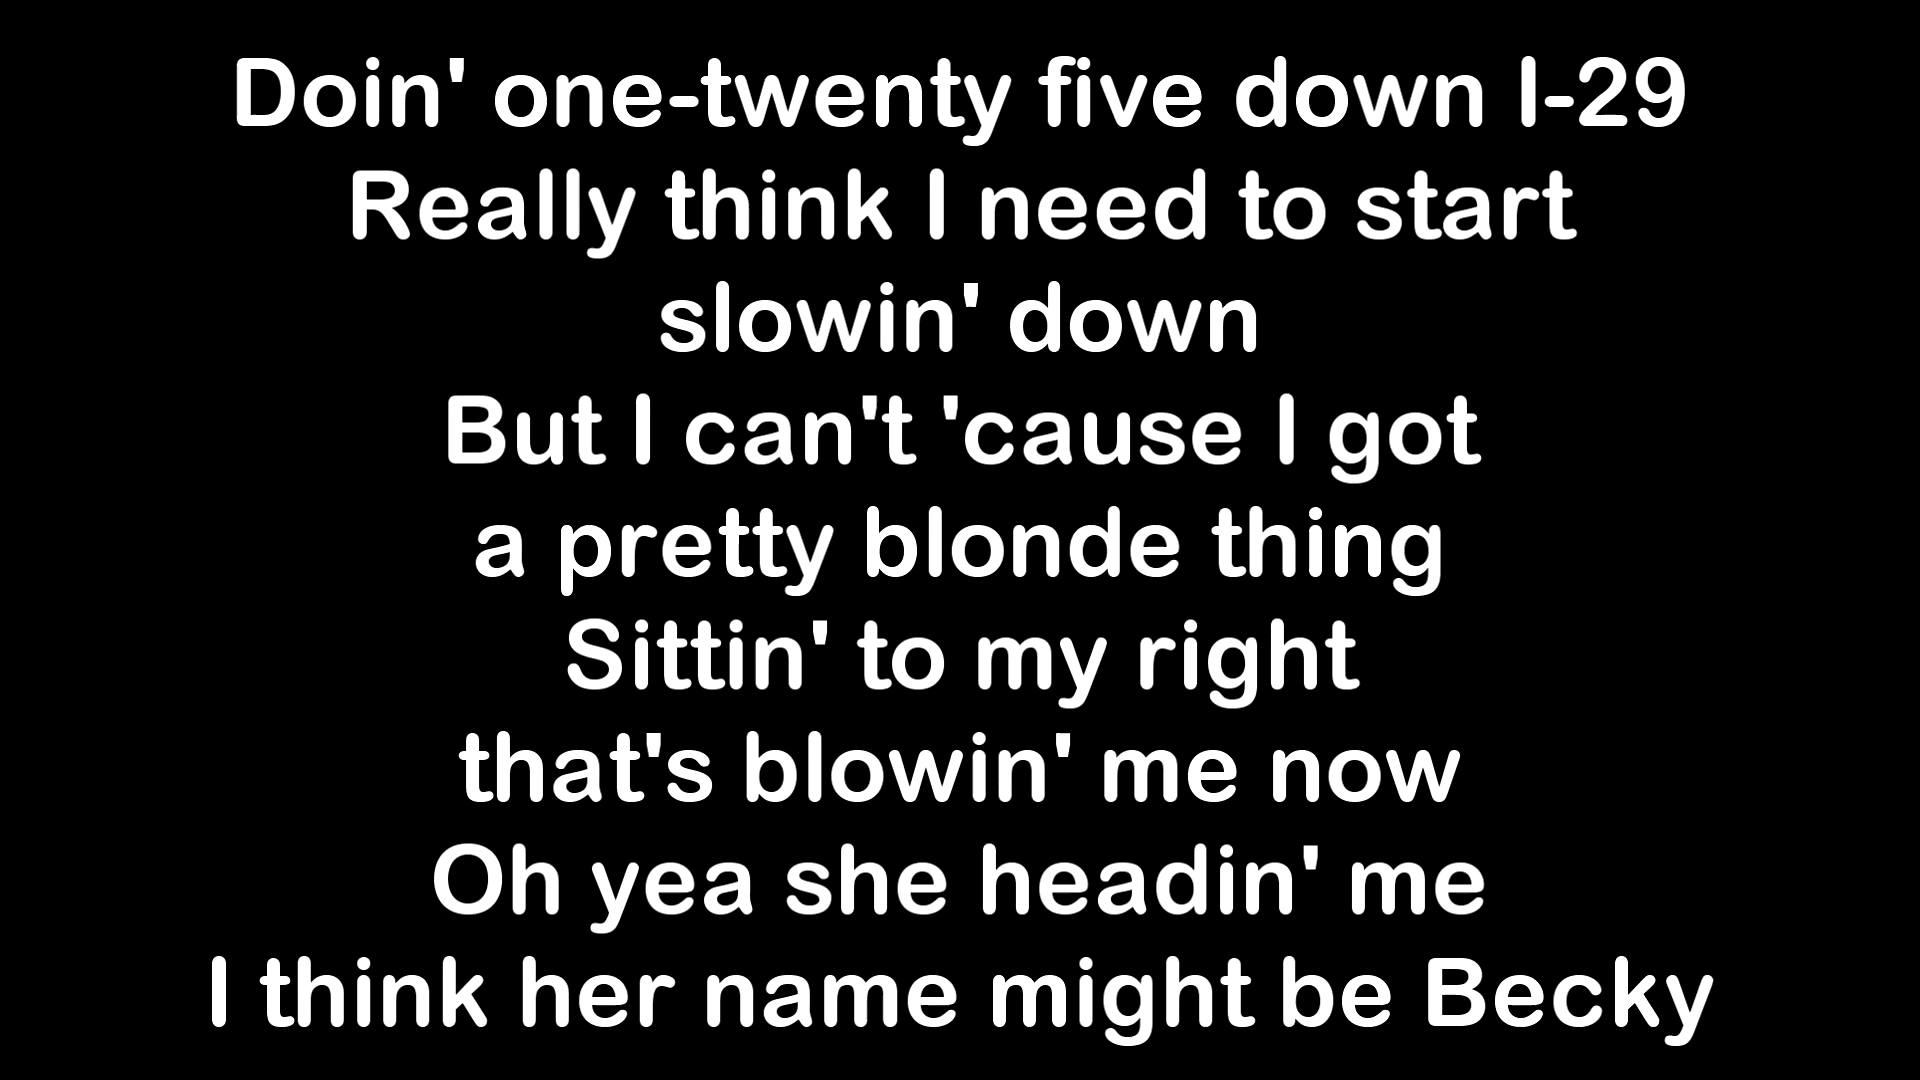 Doin' one-twenty five down I-29
Really think I need to start
slowin' down
But I can't 'cause I got
a pretty blonde thing
Sittin' to my right
that's blowin' me now
Oh yea she headin' me
I think her name might be Becky